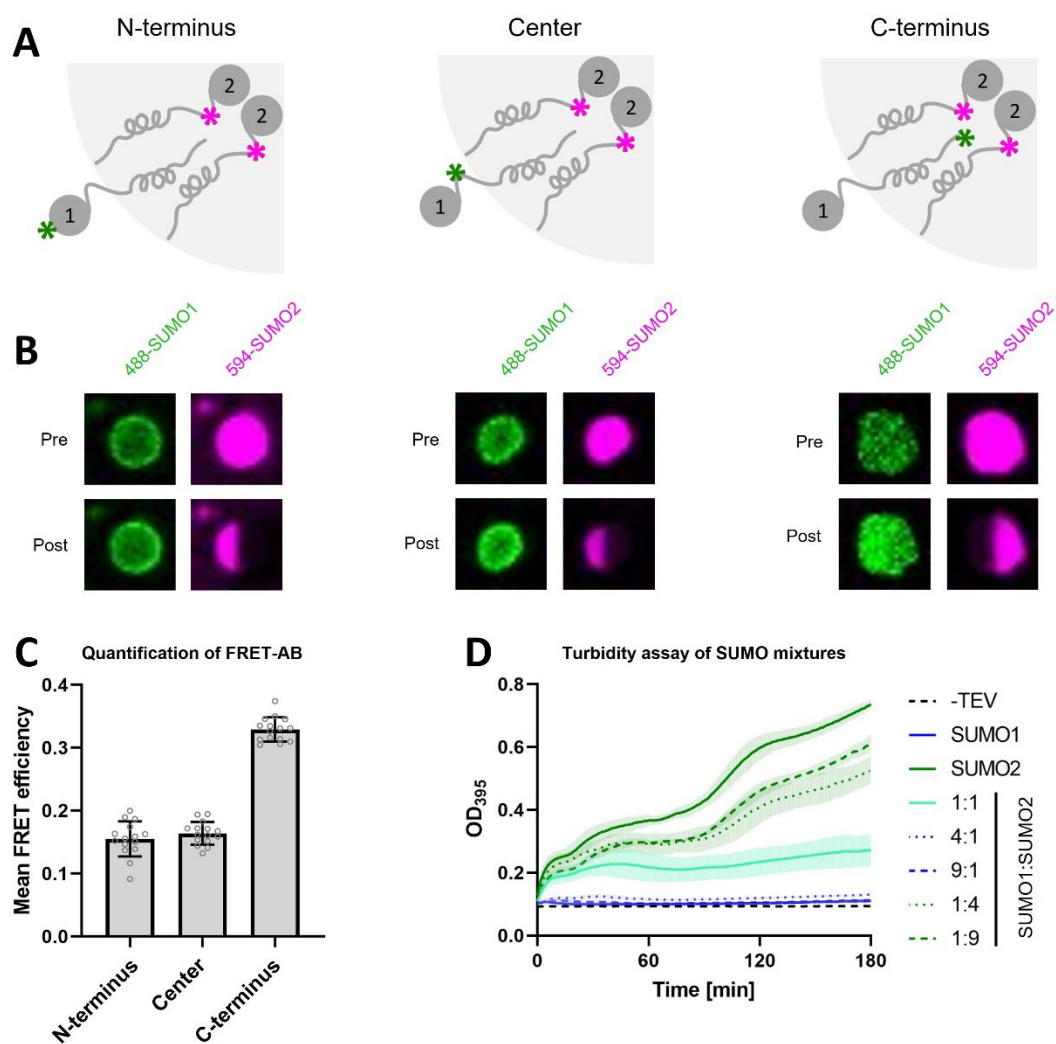 A
N-terminus
Center
C-terminus
2
2
1
2
2
1
2
2
1
B
488-SUMO1
594-SUMO2
488-SUMO1
594-SUMO2
488-SUMO1
594-SUMO2
Pre
Pre
Pre
Post
Post
Post
C
Quantification of FRET-AB
Mean FRET efficiency
0.4
0.3
0.2
0.1
0.0
N-terminus
Center
C-terminus
D
Turbidity assay of SUMO mixtures
OD395
0.8
0.6
0.4
0.2
0.0
0
60
120
180
Time [min]
-TEV
SUMO1
SUMO2
1:1
4:1
9:1
1:4
1:9
SUMO1:SUMO2